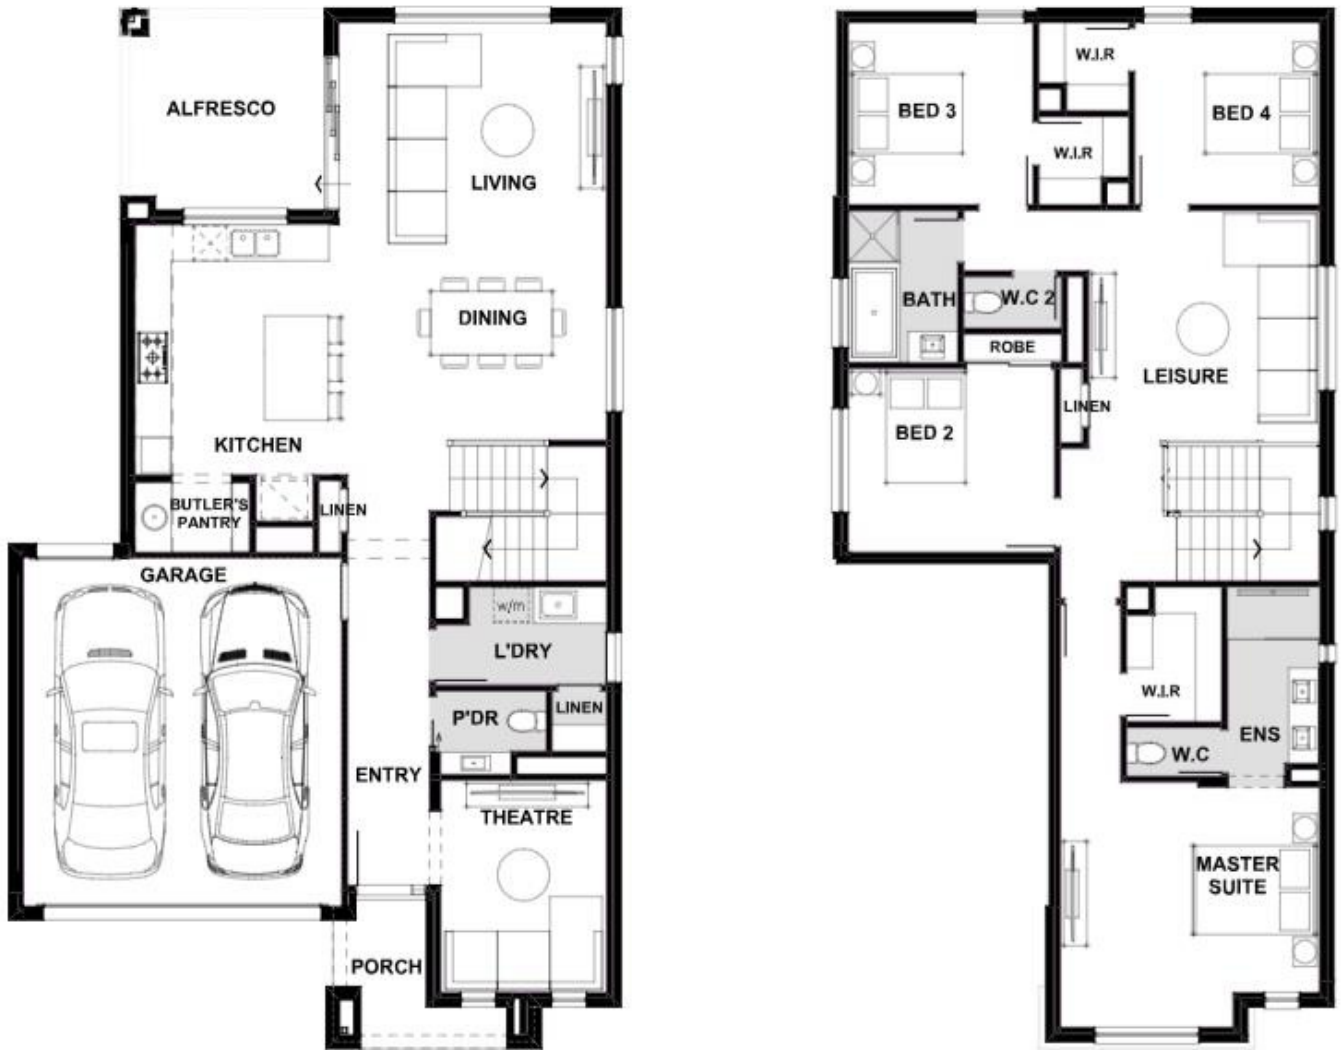 ALFRESCO
LIVING
DINING
KITCHEN
BUTLER'S
PANTRY
LINEN
GARAGE
w/m
L'DRY
LINEN
P'DR
ENTRY
THEATRE
PORCH
W.I.R
BED 3
BED 4
W.I.R
BATH
W.C 2
ROBE
LEISURE
LINEN
BED 2
W.I.R
ENS
W.C
MASTER
SUITE